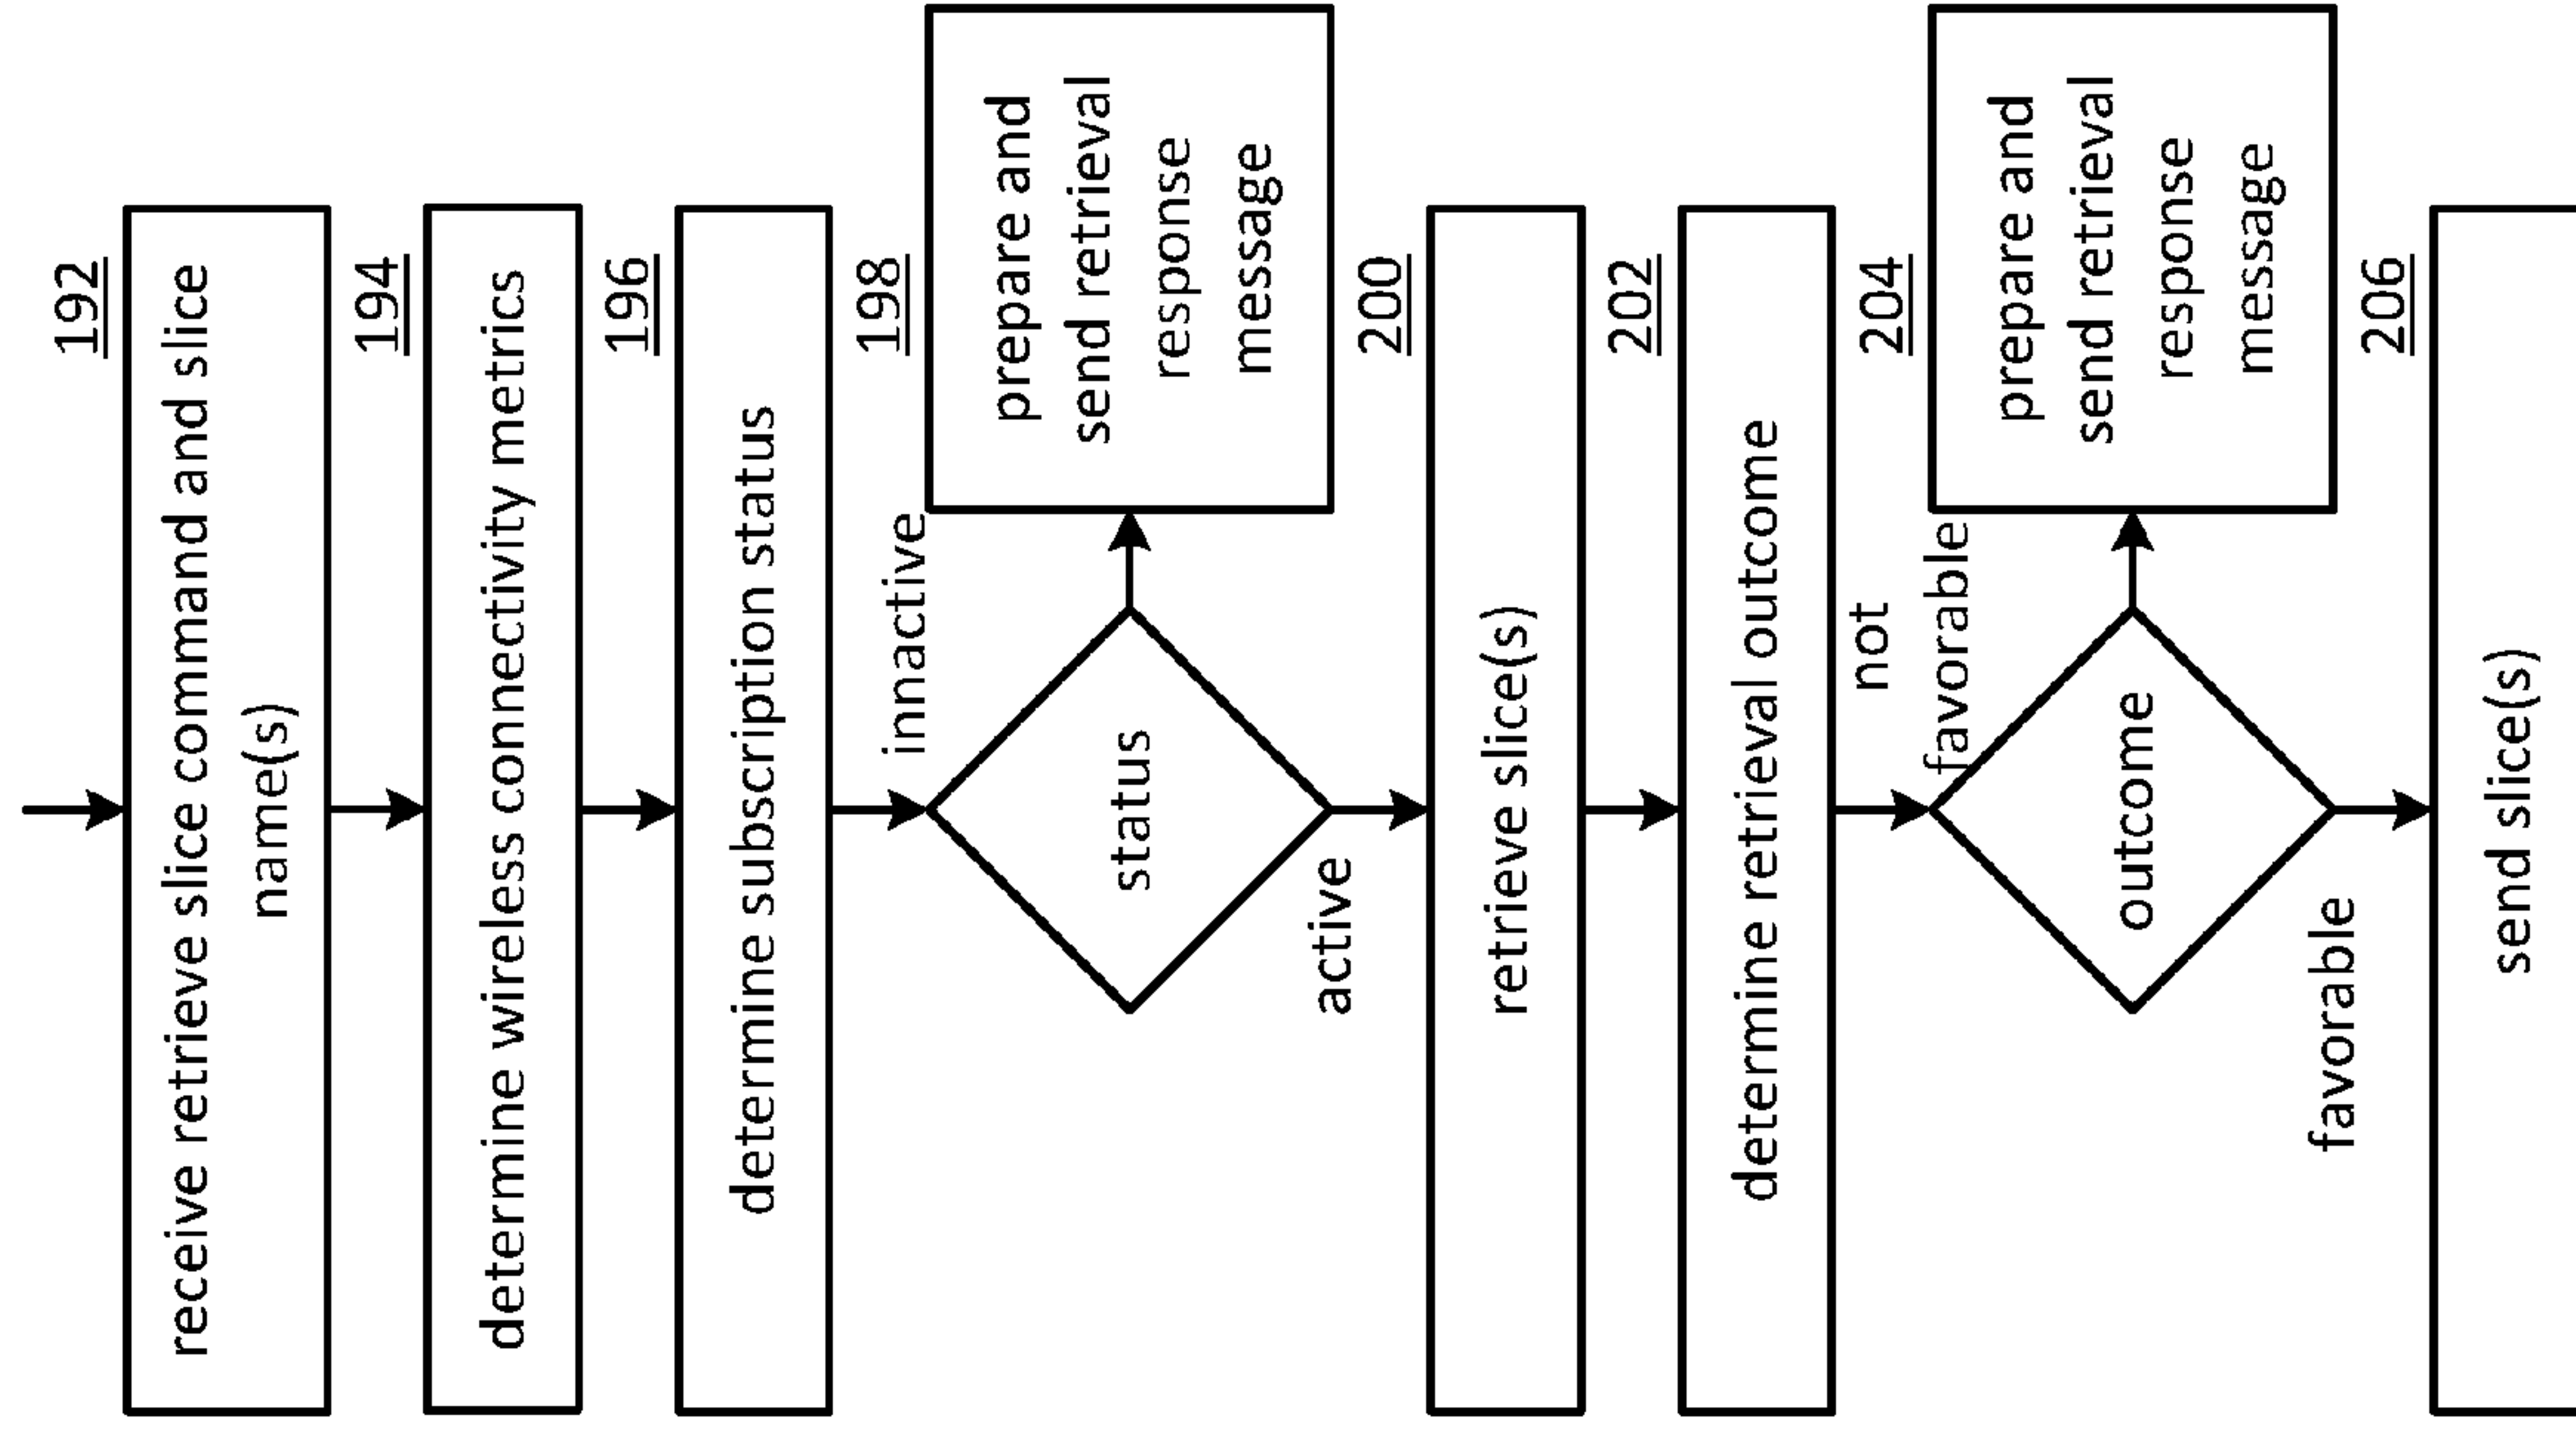 192
receive retrieve slice command and slice
name(s)
194
determine wireless connectivity metrics
196
determine subscription status
198
innactive
status
prepare and
send retrieval
response
message
active
200
retrieve slice(s)
202
determine retrieval outcome
204
not
favorable
outcome
prepare and
send retrieval
response
message
favorable
206
send slice(s)